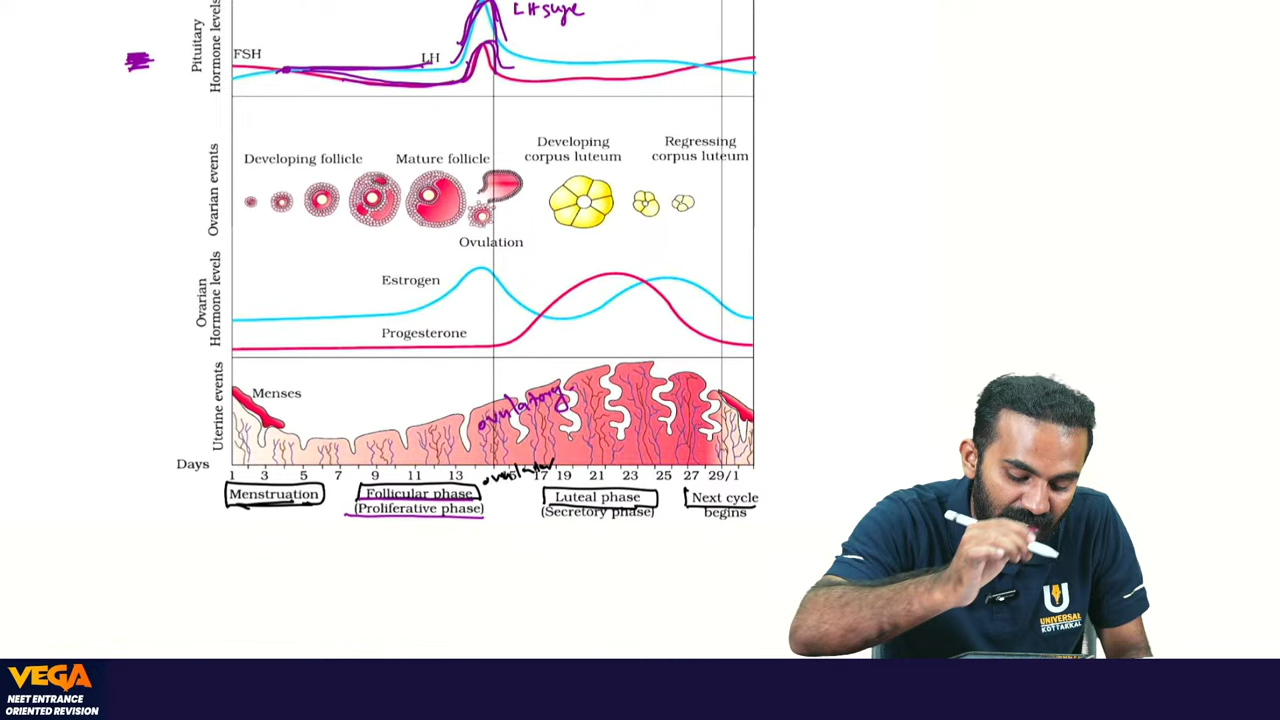 LH surge
Pituitary
Hormone levels
FSH
LH
Ovarian events
Developing follicle
Mature follicle
Developing
corpus luteum
Regressing
corpus luteum
Ovulation
Ovarian
Hormone levels
Estrogen
Progesterone
Uterine events
Menses
ovulatory
Days
1 3 5 7 9 11 13 15 17 19 21 23 25 27 29/1
Menstruation
Follicular phase
(Proliferative phase)
Luteal phase
(Secretory phase)
Next cycle
begins
UNIVERSAL
KOTTAKKAL
VEGA
NEET ENTRANCE
ORIENTED REVISION